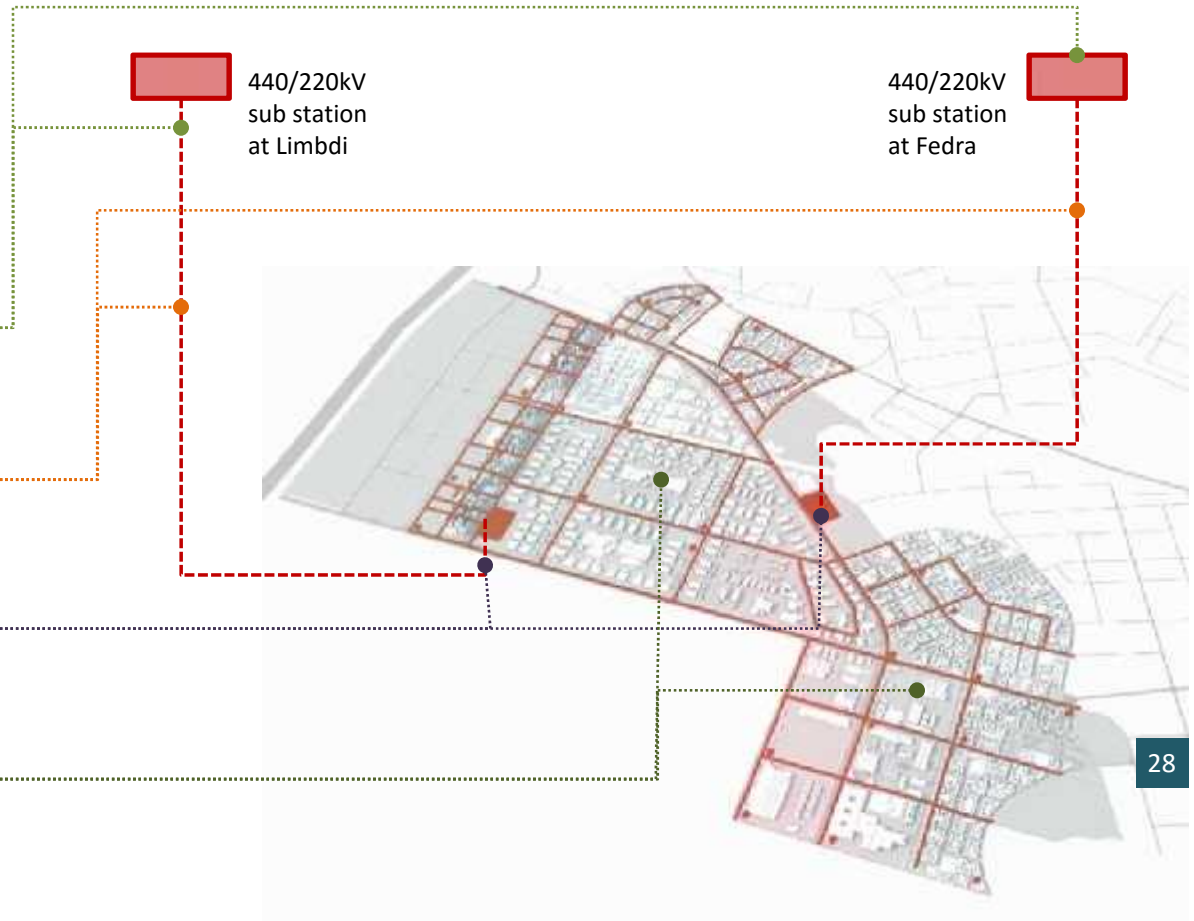 440/220kV
sub station
at Limbdi
440/220kV
sub station
at Fedra
28